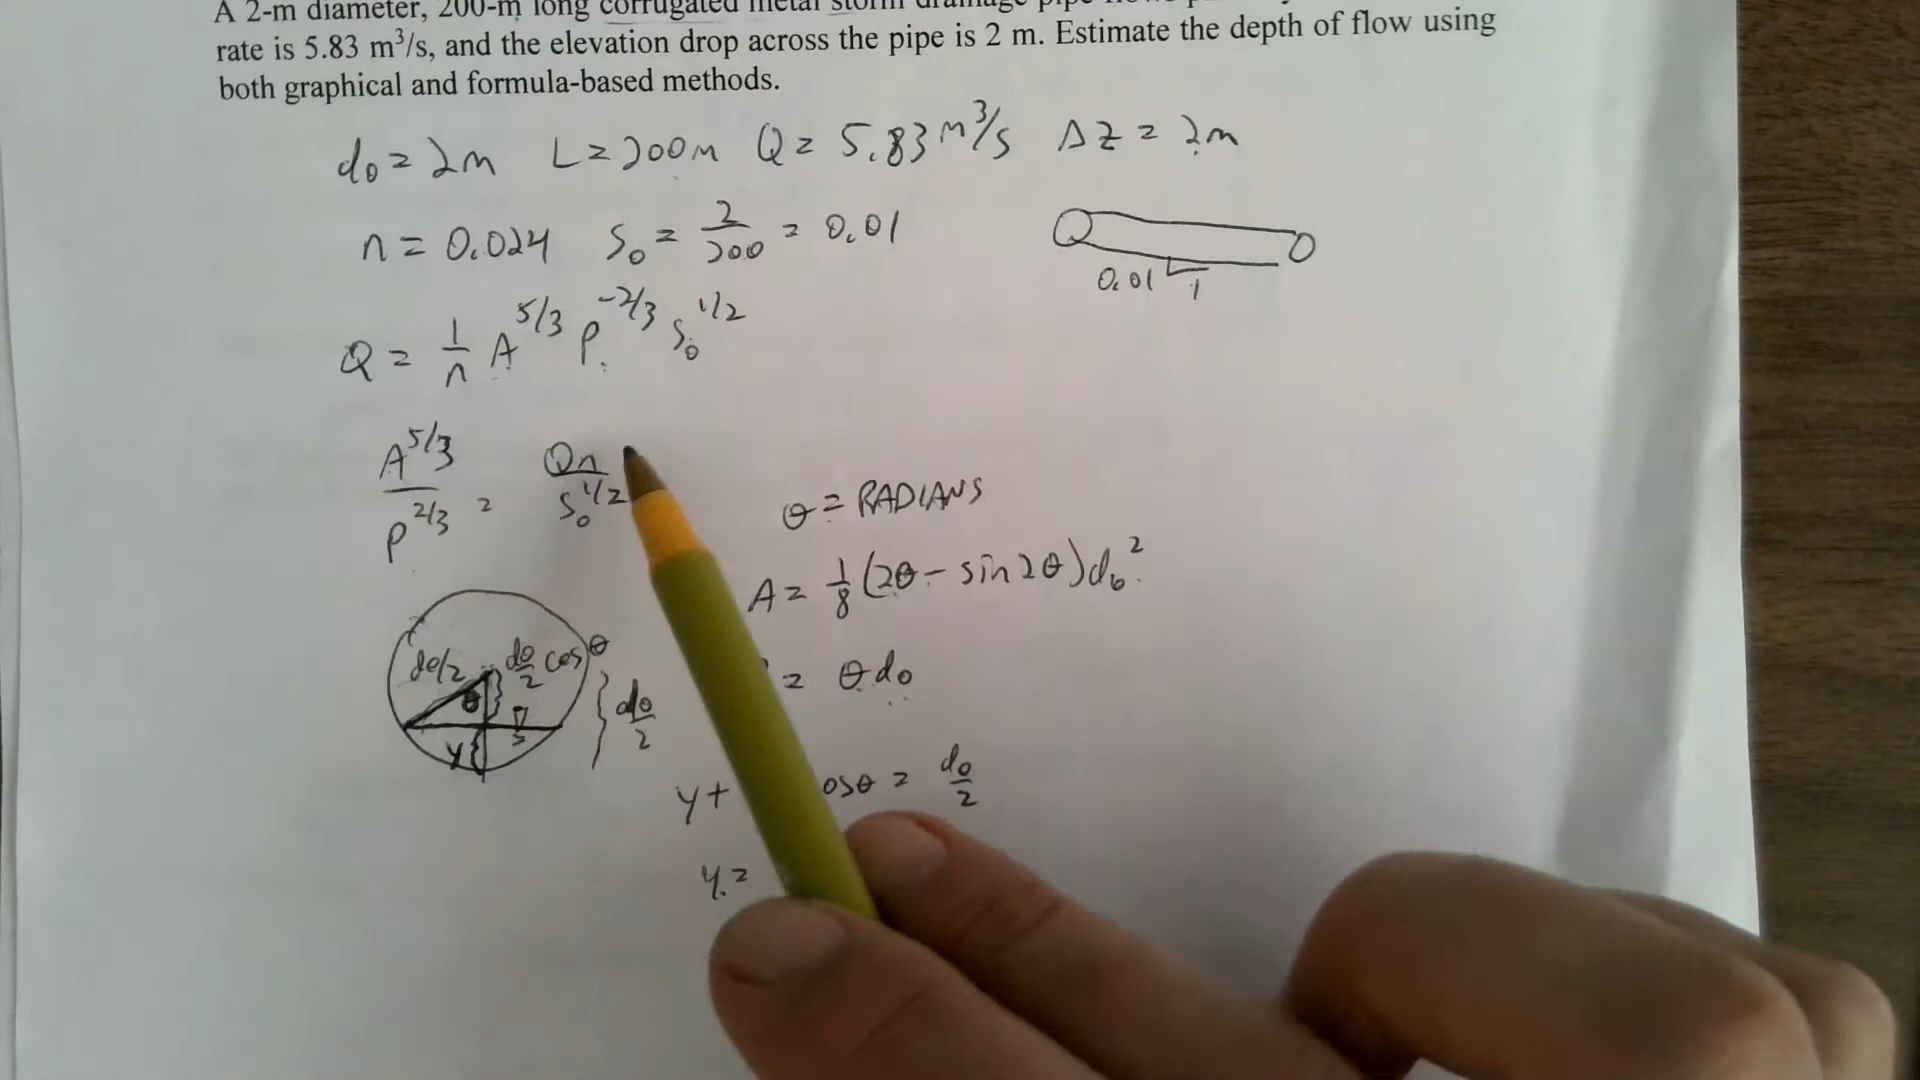 A 2-m diameter, 200-m long corrugated metal storm drainage pipe flows
rate is 5.83 m³/s, and the elevation drop across the pipe is 2 m. Estimate the depth of flow using
both graphical and formula-based methods.
d₀ = 2m L = 200m Q = 5.83 m³/s ΔZ = 2m
n = 0.024 S₀ = 2/200 = 0.01
0.01 1
Q = 1/n A^5/3 P^-2/3 S₀^1/2
A^5/3 / P^2/3 = Qn / S₀^1/2
θ = RADIANS
A = 1/8 (2θ - sin 2θ) d₀²
d₀/2 d₀/2 cos θ
θ
= θ d₀
y
d₀/2
y + osθ = d₀/2
y =